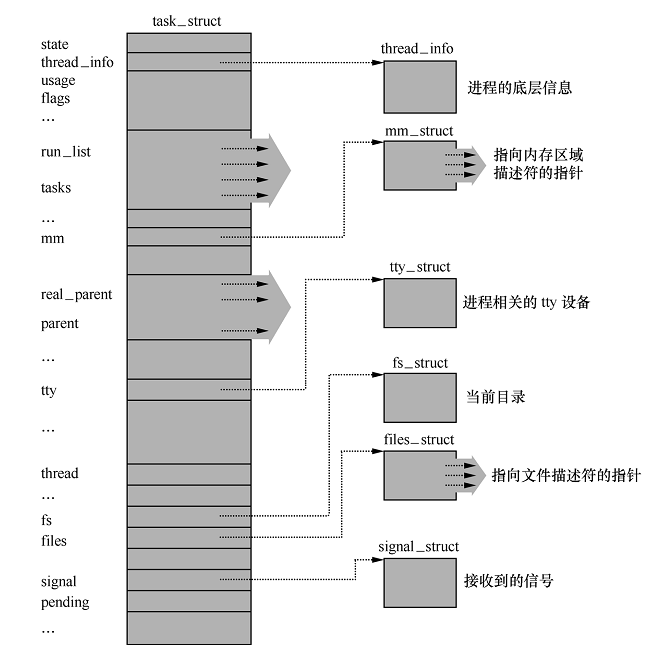 task_struct
state
thread_info
usage
flags
...
run_list
tasks
...
mm
real_parent
parent
...
tty
...
thread
...
fs
files
signal
pending
...
thread_info
进程的底层信息
mm_struct
指向内存区域
描述符的指针
tty_struct
进程相关的 tty 设备
fs_struct
当前目录
files_struct
指向文件描述符的指针
signal_struct
接收到的信号